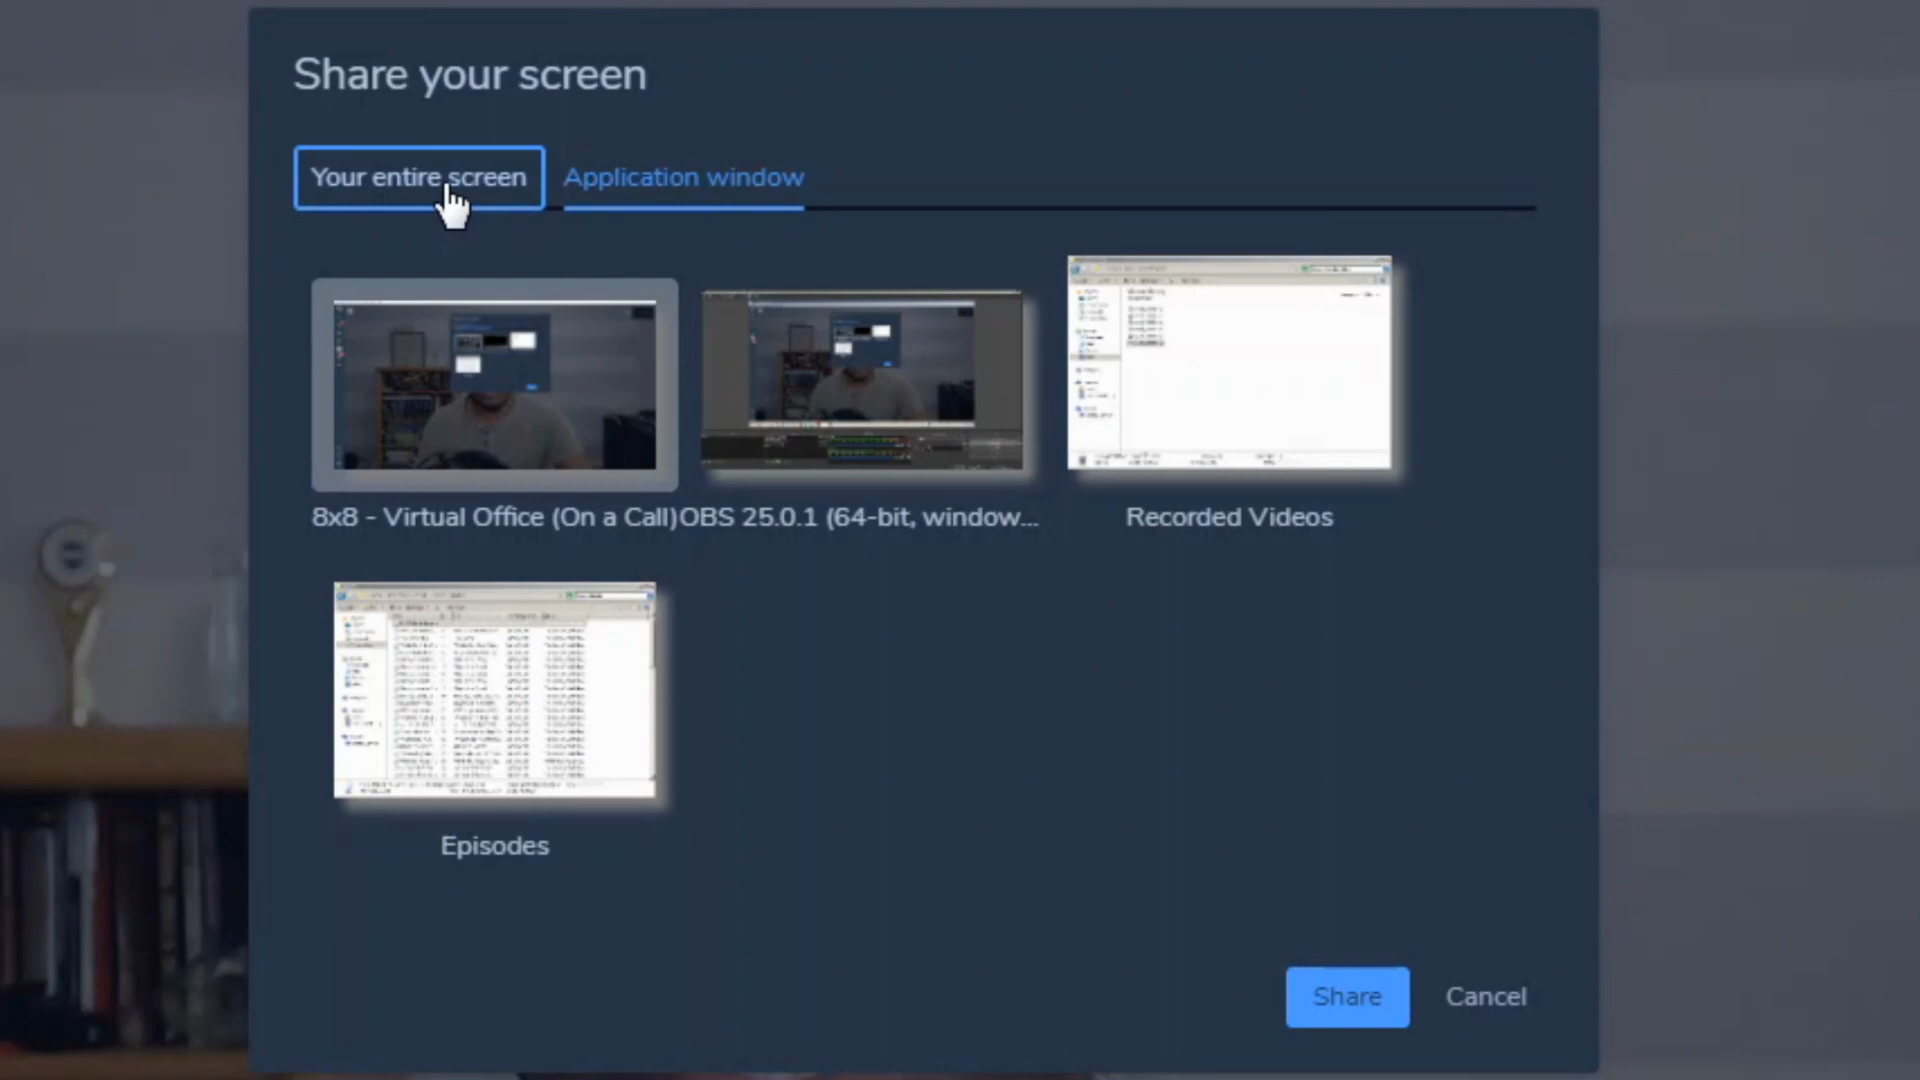 Share your screen
Your entire screen
Application window
8x8 - Virtual Office (On a Call)
OBS 25.0.1 (64-bit, window...
Recorded Videos
Episodes
Share
Cancel